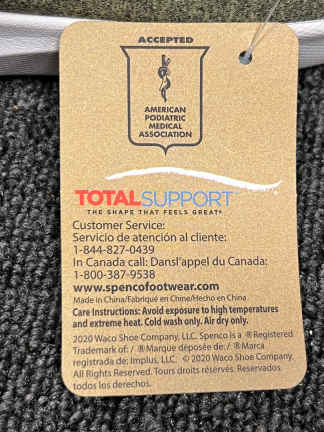 ACCEPTED
AMERICAN
PODIATRIC
MEDICAL
ASSOCIATION
TOTALSUPPORT
THE SHAPE THAT FEELS GREAT®
Customer Service:
Servicio de atención al cliente:
1-844-827-0439
In Canada call: Dansl'appel du Canada:
1-800-387-9538
www.spencofootwear.com
Made in China/Fabriqué en Chine/Hecho en China
Care Instructions: Avoid exposure to high temperatures
and extreme heat. Cold wash only. Air dry only.
2020 Waco Shoe Company, LLC. Spenco is a ®Registered
Trademark of: / ®Marque déposée de: / ®Marca
registrada de: Implus, LLC. © 2020 Waco Shoe Company.
All Rights Reserved. Tours droits réservés. Reservados
todos los derechos.